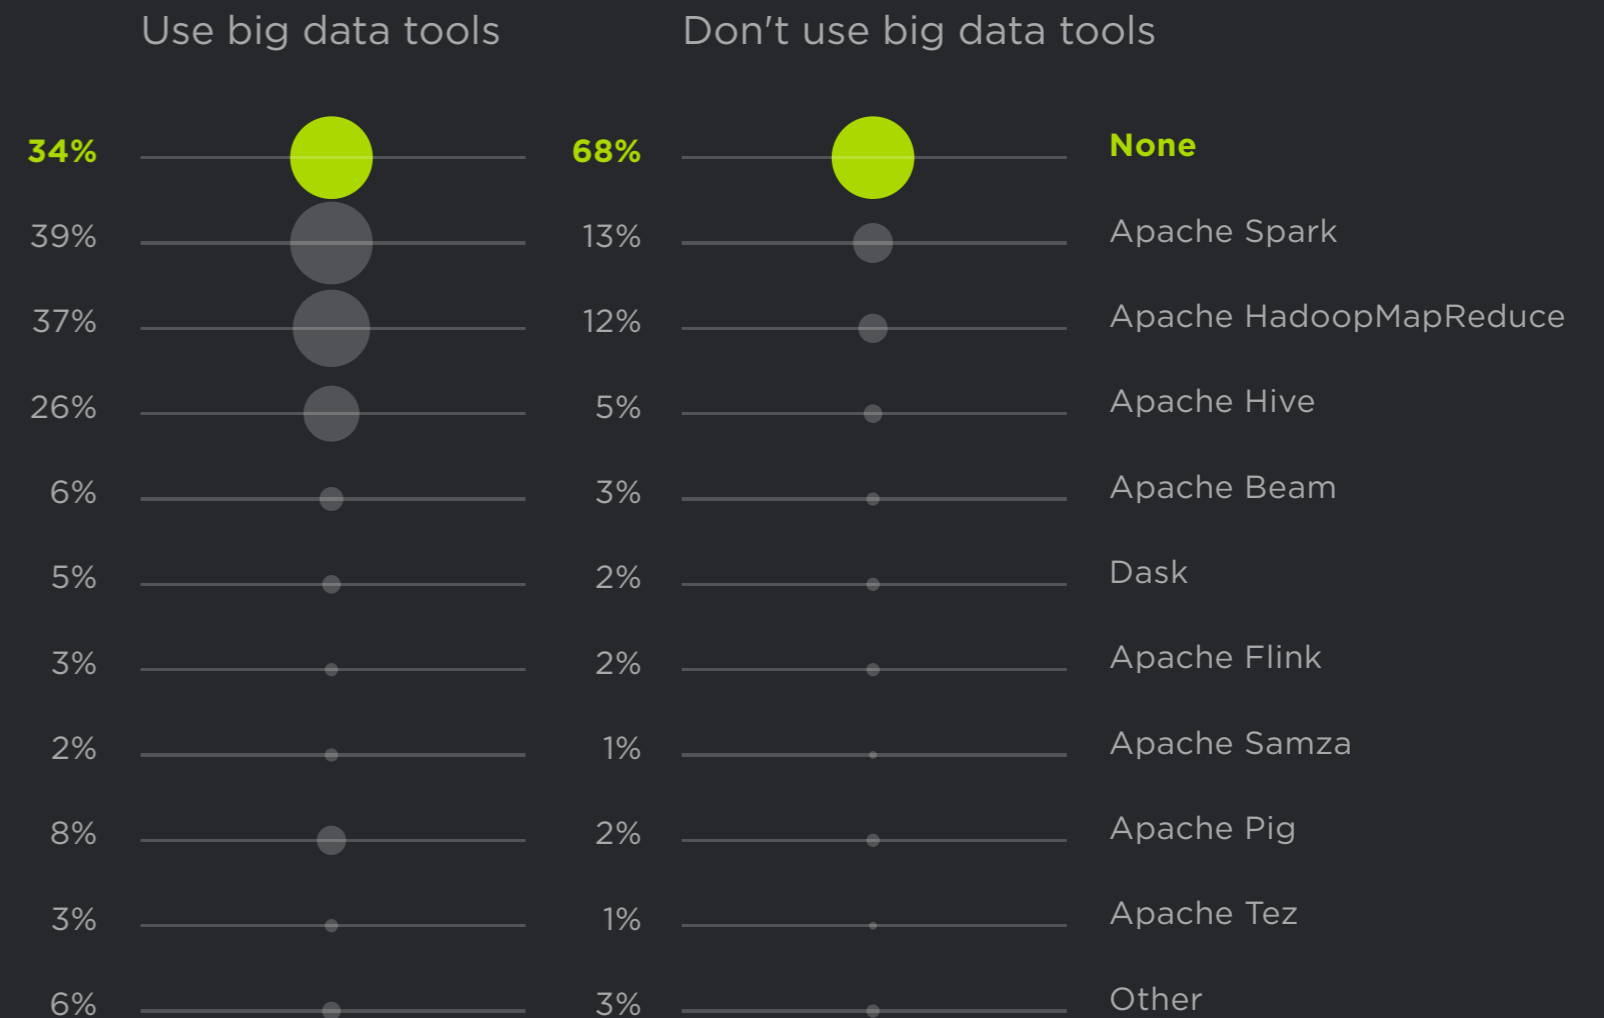 Use big data tools Don't use big data tools
34% 68% None
39% 13% Apache Spark
37% 12% Apache HadoopMapReduce
26% 5% Apache Hive
6% 3% Apache Beam
5% 2% Dask
3% 2% Apache Flink
2% 1% Apache Samza
8% 2% Apache Pig
3% 1% Apache Tez
6% 3% Other